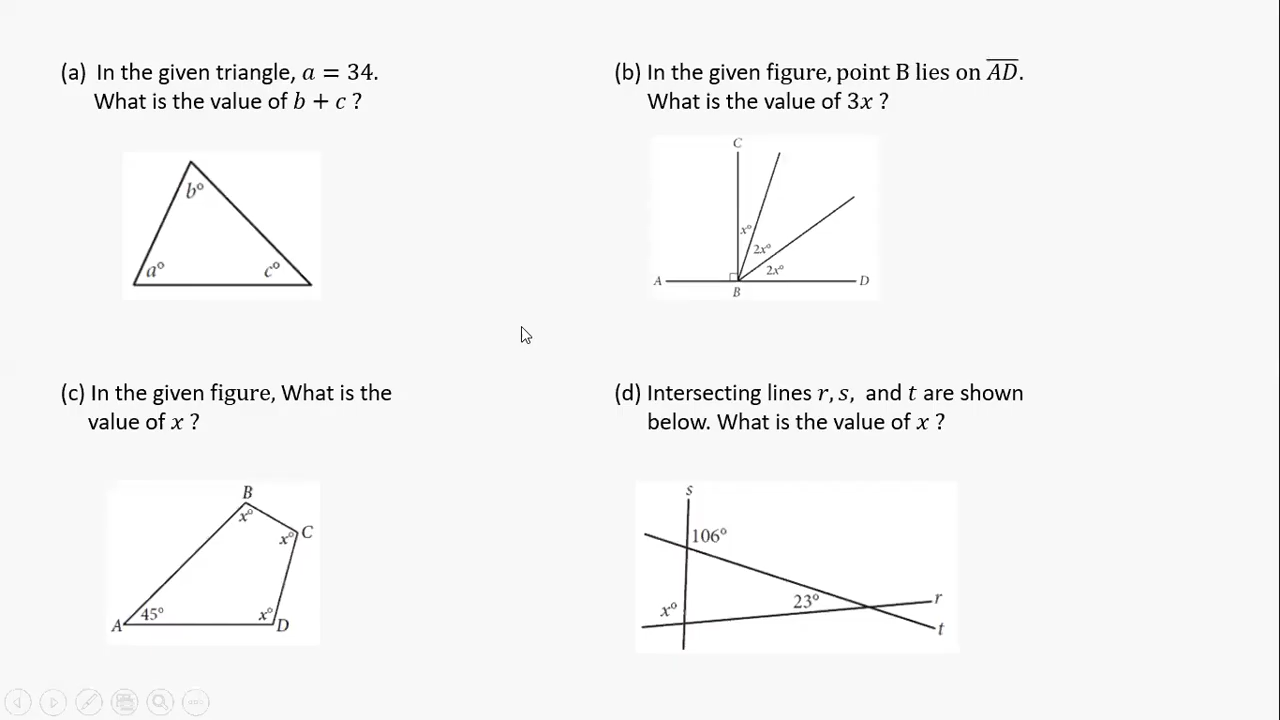 (a) In the given triangle, a = 34.
What is the value of b + c ?
b°
a°
c°
(b) In the given figure, point B lies on \overline{AD}.
What is the value of 3x ?
C
x°
2x°
2x°
A
B
D
(c) In the given figure, What is the
value of x ?
B
x°
x°
C
45°
x°
A
D
(d) Intersecting lines r, s, and t are shown
below. What is the value of x ?
s
106°
x°
23°
r
t